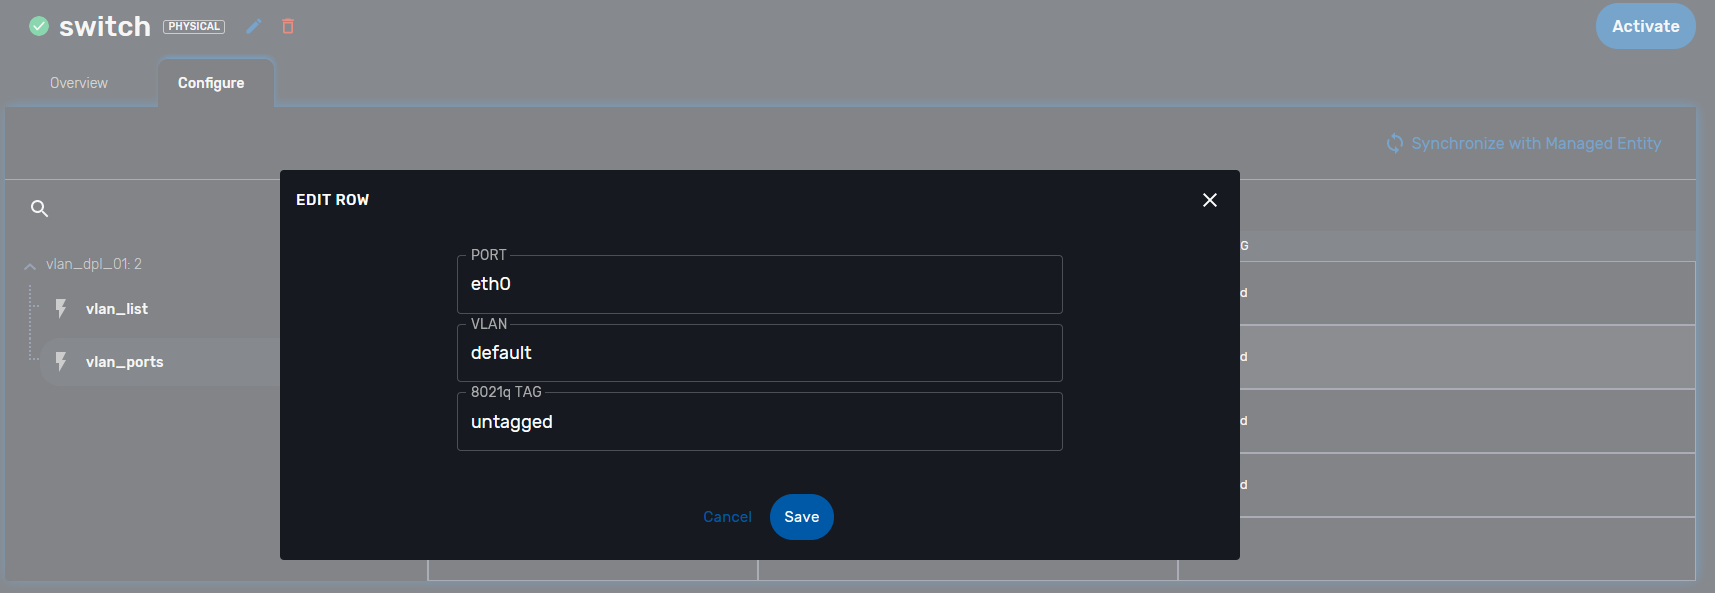 switch PHYSICAL
Activate
Overview
Configure
Synchronize with Managed Entity
EDIT ROW
G
vlan_dpl_01: 2
vlan_list
vlan_ports
PORT
eth0
VLAN
default
8021q TAG
untagged
d
d
d
d
Cancel
Save